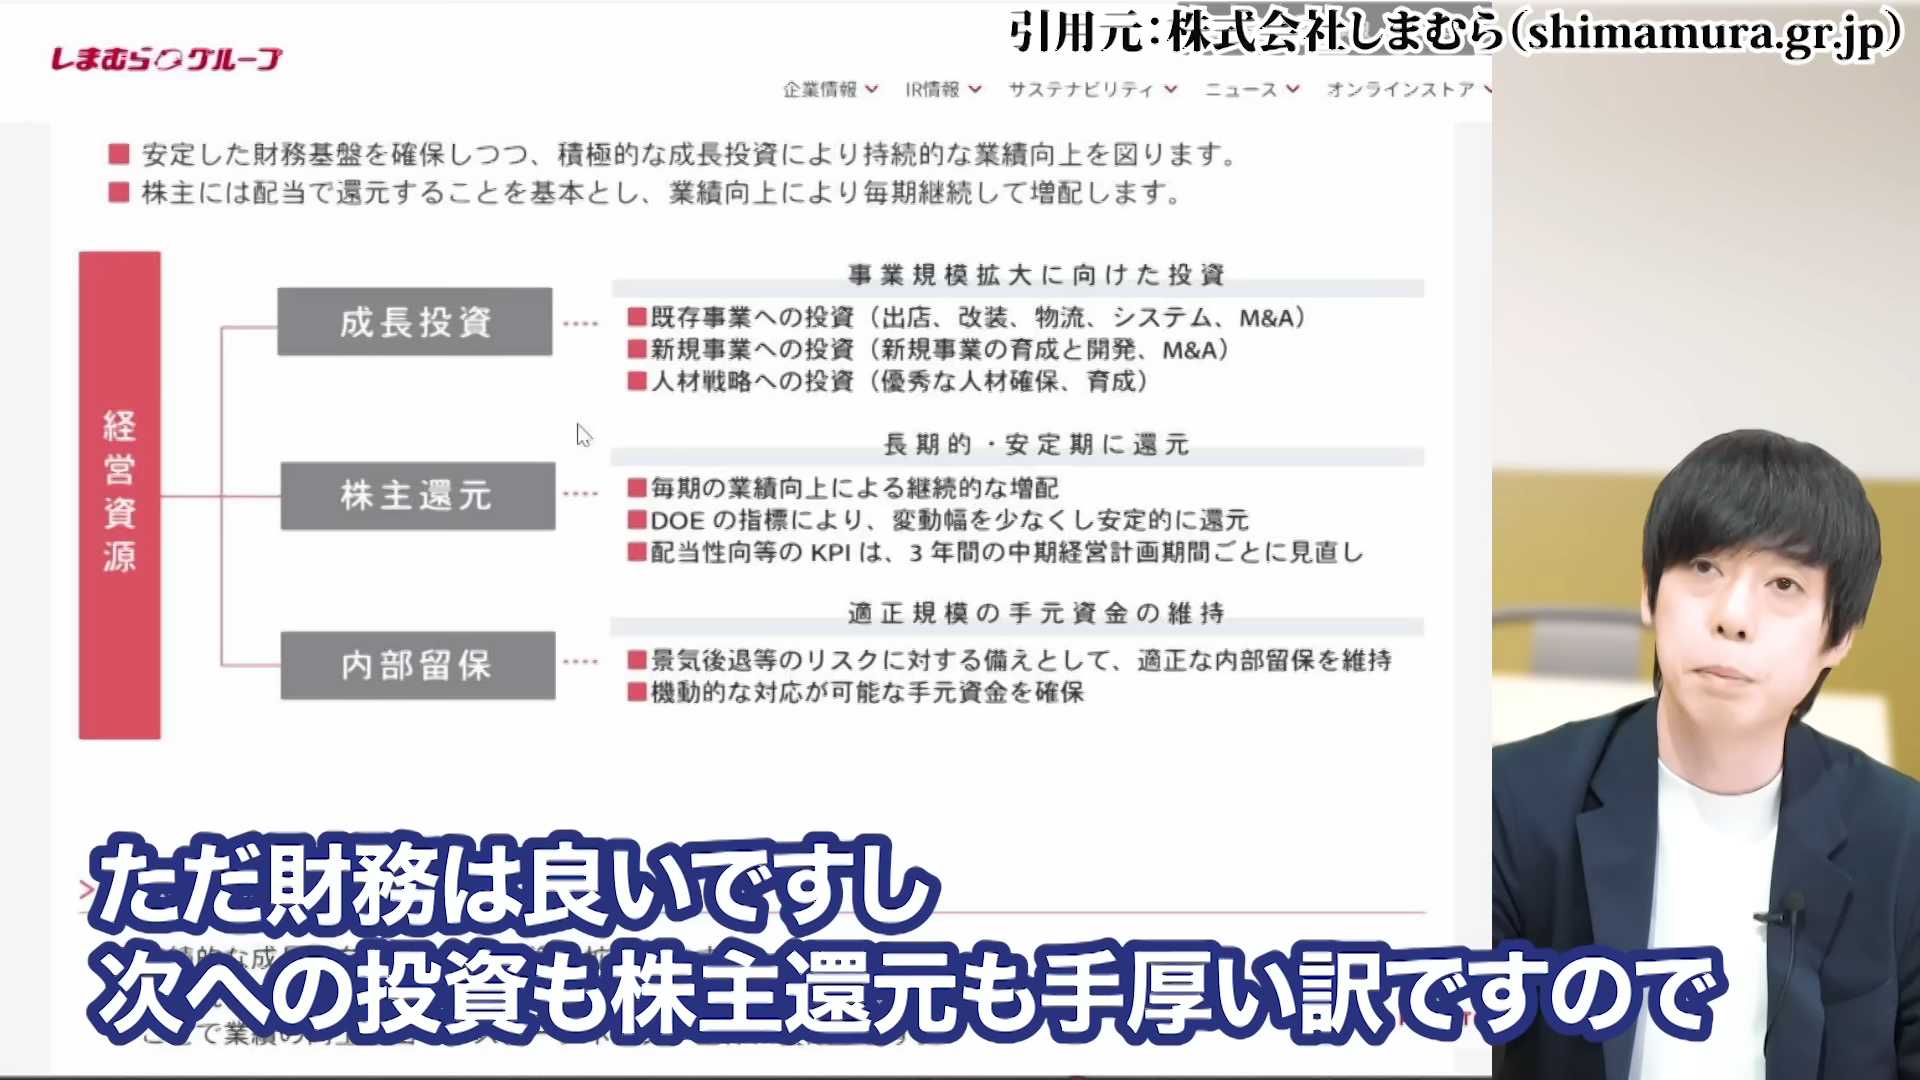 引用元：株式会社しまむら（shimamura.gr.jp）
しまむらグループ
企業情報 IR情報 サステナビリティ ニュース オンラインストア
安定した財務基盤を確保しつつ、積極的な成長投資により持続的な業績向上を図ります。
株主には配当で還元することを基本とし、業績向上により毎期継続して増配します。
経営資源
成長投資
事業規模拡大に向けた投資
既存事業への投資（出店、改装、物流、システム、M&A）
新規事業への投資（新規事業の育成と開発、M&A）
人材戦略への投資（優秀な人材確保、育成）
株主還元
長期的・安定期に還元
毎期の業績向上による継続的な増配
DOE の指標により、変動幅を少なくし安定的に還元
配当性向等の KPI は、3 年間の中期経営計画期間ごとに見直し
内部留保
適正規模の手元資金の維持
景気後退等のリスクに対する備えとして、適正な内部留保を維持
機動的な対応が可能な手元資金を確保
ただ財務は良いですし
次への投資も株主還元も手厚い訳ですので